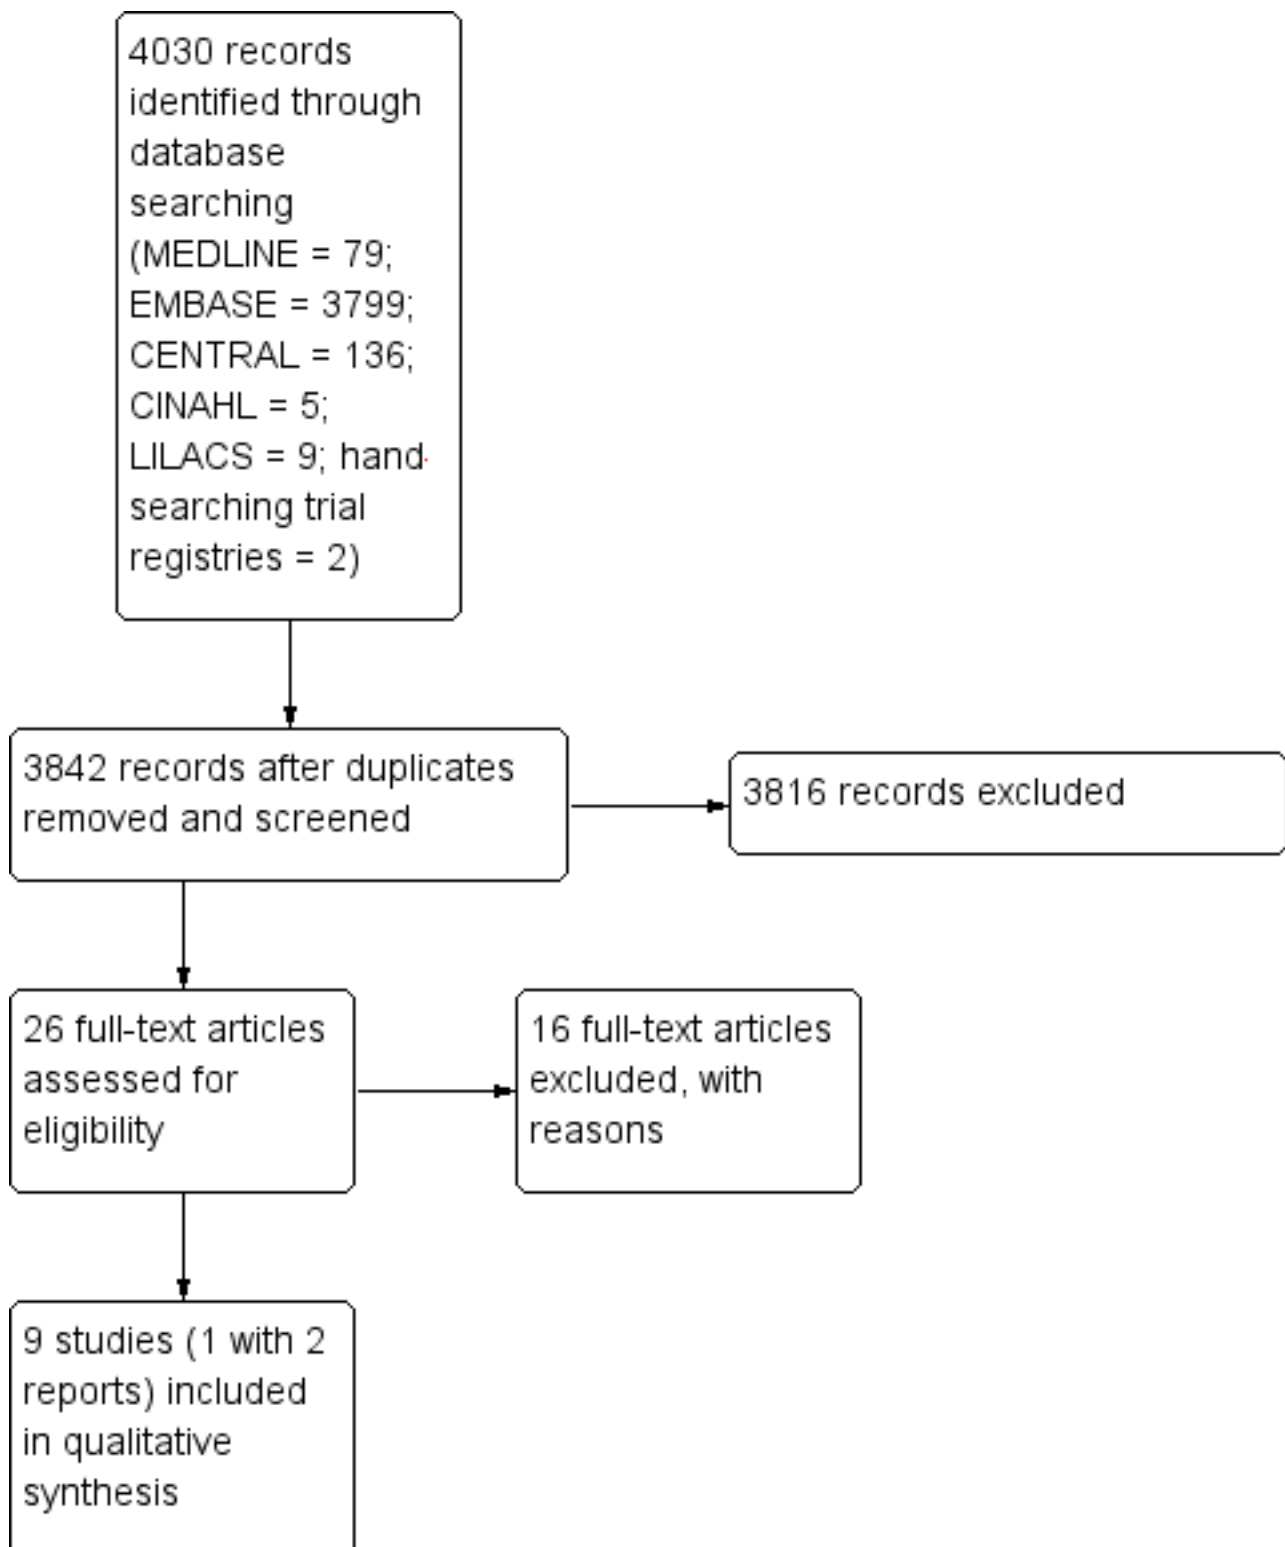 4030 records
identified through
database
searching
(MEDLINE = 79;
EMBASE = 3799;
CENTRAL = 136;
CINAHL = 5;
LILACS = 9; hand-
searching trial
registries = 2)
3842 records after duplicates
removed and screened
3816 records excluded
26 full-text articles
assessed for
eligibility
16 full-text articles
excluded, with
reasons
9 studies (1 with 2
reports) included
in qualitative
synthesis